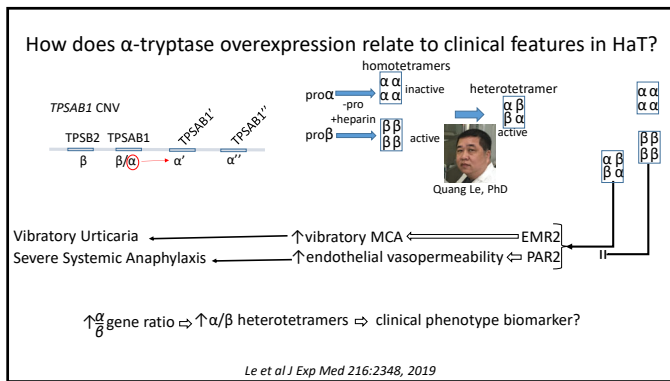 How does α-tryptase overexpression relate to clinical features in HaT?
homotetramers
TPSAB1 CNV
TPSB2 TPSAB1 TPSAB1' TPSAB1''
β β/α α' α''
proα
α α
α α
inactive
-pro
+heparin
heterotetramer
α β
β α
active
proβ
β β
β β
active
Quang Le, PhD
α α
α α
β β
β β
α β
β α
Vibratory Urticaria ↑vibratory MCA EMR2
Severe Systemic Anaphylaxis ↑endothelial vasopermeability PAR2
II
↑α/β gene ratio ⇨ ↑α/β heterotetramers ⇨ clinical phenotype biomarker?
Le et al J Exp Med 216:2348, 2019